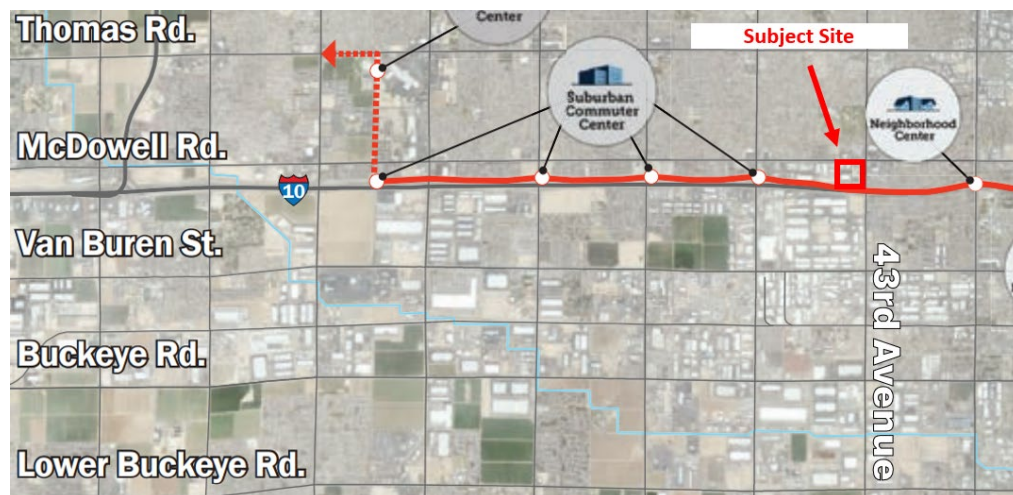 Thomas Rd.
Center
Subject Site
Suburban
Commuter
Center
Neighborhood
Center
McDowell Rd.
10
Van Buren St.
43rd Avenue
Buckeye Rd.
Lower Buckeye Rd.